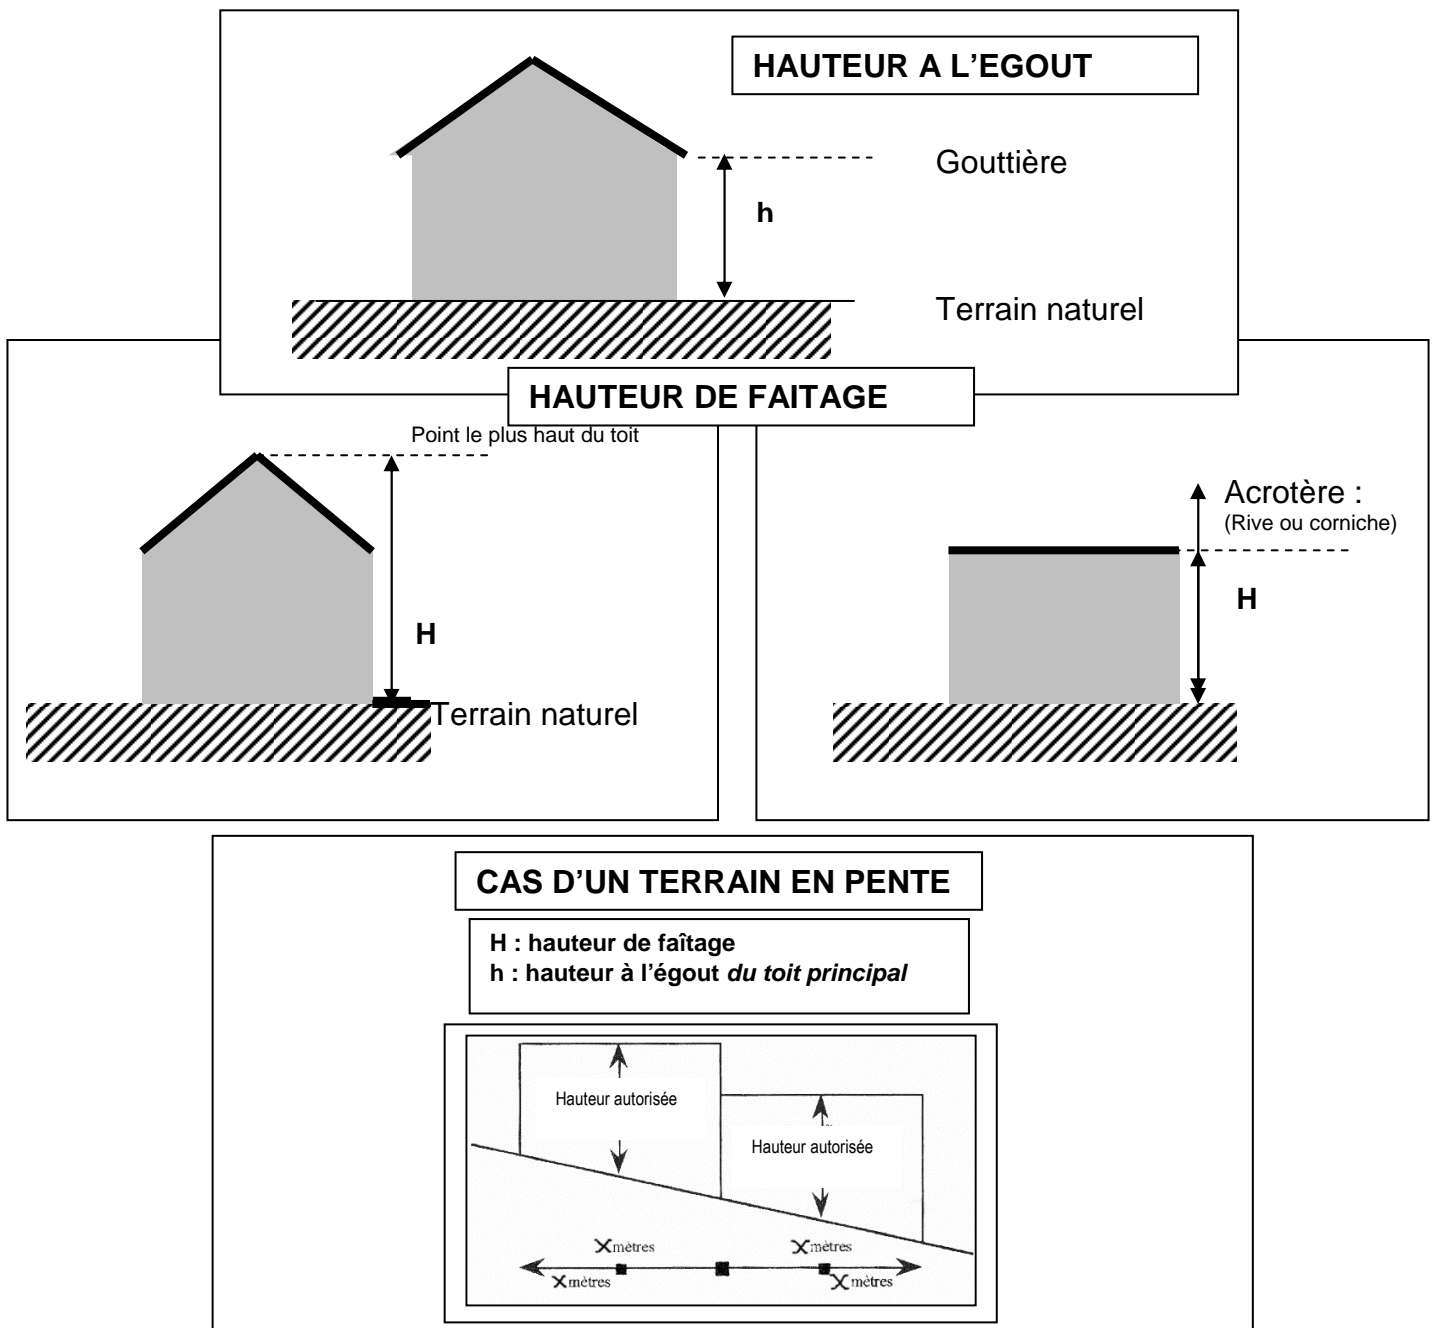 HAUTEUR A L'EGOUT
Gouttière
h
Terrain naturel
HAUTEUR DE FAITAGE
Point le plus haut du toit
H
Terrain naturel
Acrotère :
(Rive ou corniche)
H
CAS D'UN TERRAIN EN PENTE
H : hauteur de faîtage
h : hauteur à l'égout du toit principal
Hauteur autorisée
Hauteur autorisée
X mètres
X mètres
X mètres
X mètres